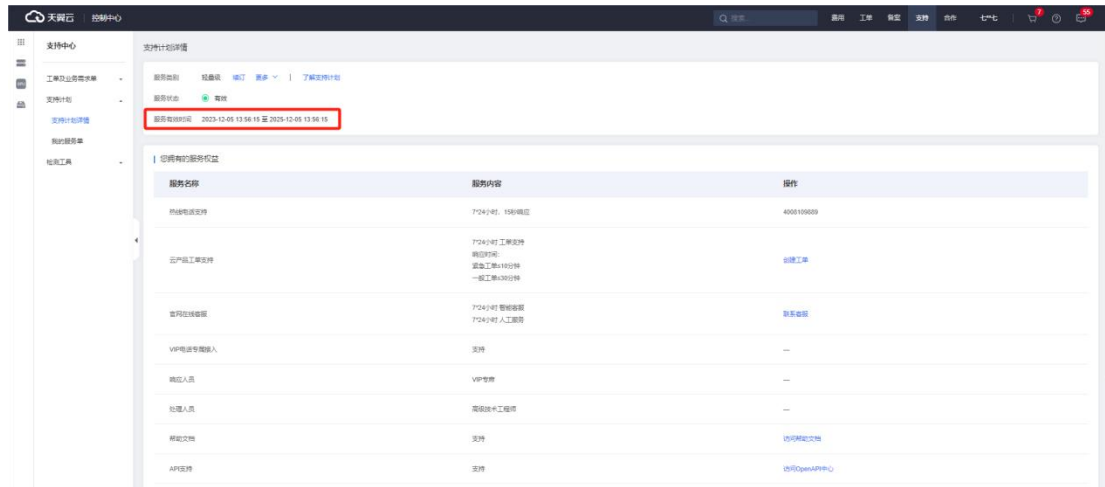 天翼云 控制中心
搜索...
费用 工单 备案 支持 合作 7 55
支持中心
工单及业务需求单
支持计划
支持计划详情
我的服务单
检测工具
支持计划详情
服务类别 轻量级 续订 更多 | 了解支持计划
服务状态 有效
服务有效时间 2023-12-05 13:56:15 至 2025-12-05 13:56:15
您拥有的服务权益
服务名称 服务内容 操作
热线电话支持 7*24小时，15秒响应 4008109889
云产品工单支持
7*24小时 工单支持
响应时间:
紧急工单≤10分钟
一般工单≤30分钟
创建工单
官网在线客服
7*24小时 智能客服
7*24小时 人工服务
联系客服
VIP电话专属接入 支持 —
响应人员 VIP专席 —
处理人员 高级技术工程师 —
帮助文档 支持 访问帮助文档
API支持 支持 访问OpenAPI中心